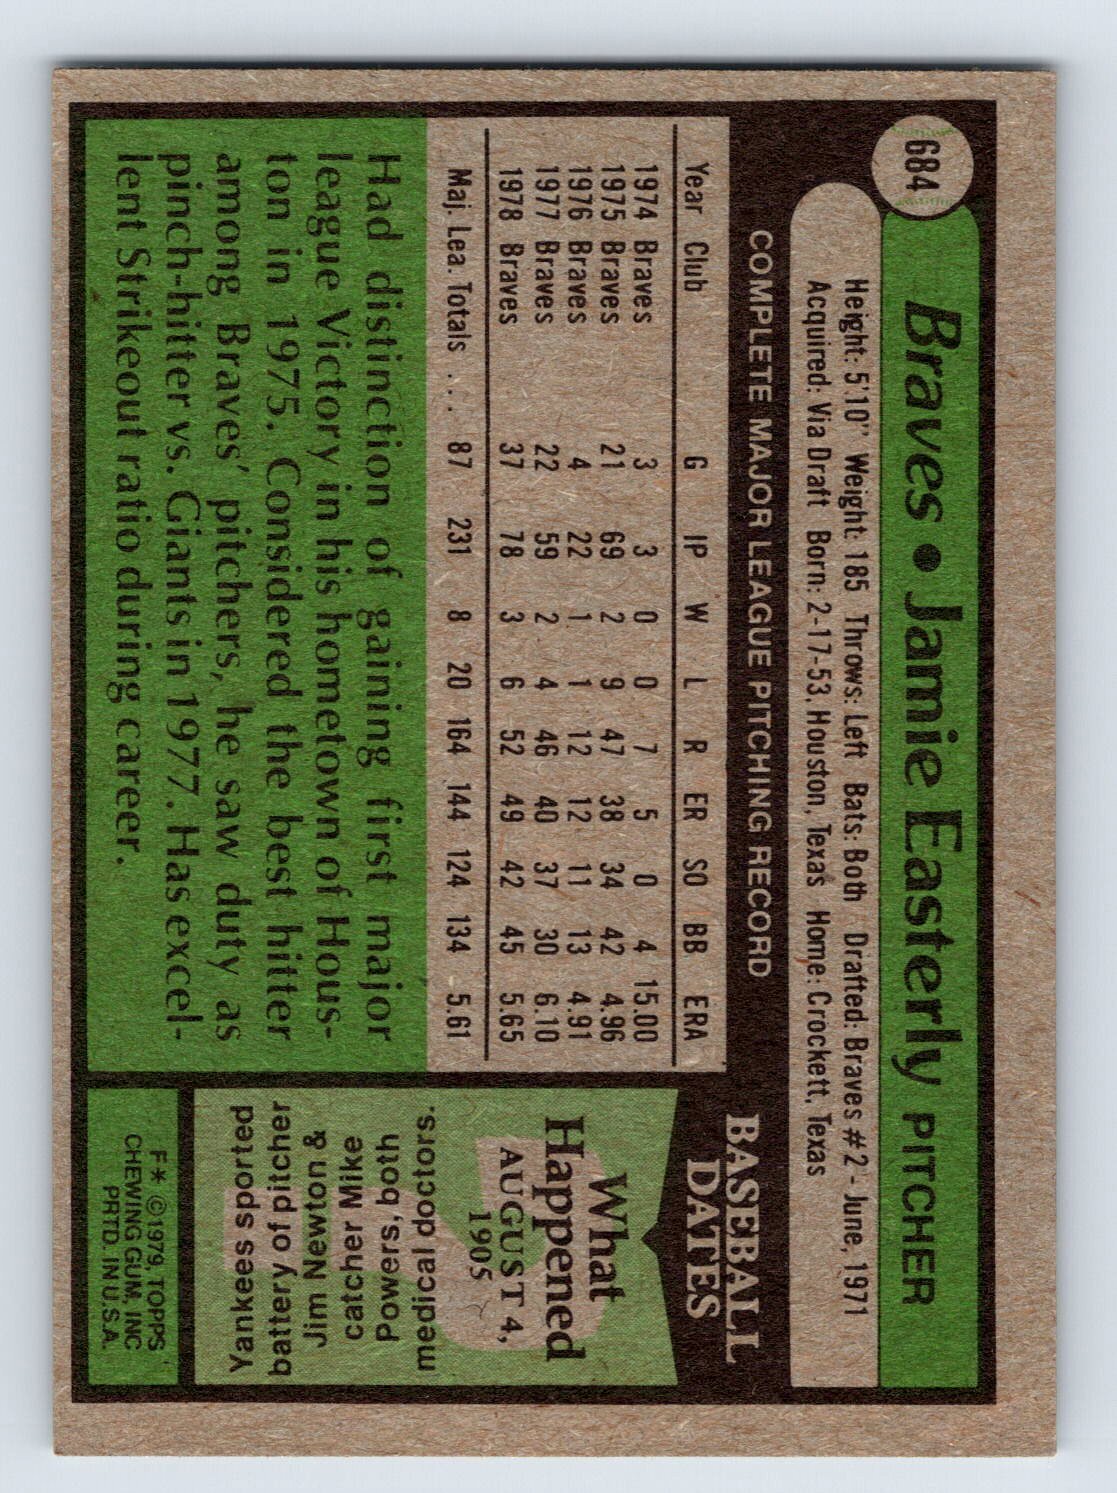 684
Braves • Jamie Easterly PITCHER
Height: 5'10" Weight: 185 Throws: Left Bats: Both Drafted: Braves #2 - June, 1971
Acquired: Via Draft Born: 2-17-53, Houston, Texas Home: Crockett, Texas
COMPLETE MAJOR LEAGUE PITCHING RECORD
Year Club G IP W L R ER SO BB ERA
1974 Braves 3 3 0 0 7 5 0 4 15.00
1975 Braves 21 69 2 9 47 38 34 42 4.96
1976 Braves 4 22 1 1 12 12 11 13 4.91
1977 Braves 22 59 2 4 46 40 37 30 6.10
1978 Braves 37 78 3 6 52 49 42 45 5.65
Maj. Lea. Totals . . . 87 231 8 20 164 144 124 134 5.61
Had distinction of gaining first major
league Victory in his hometown of Hous-
ton in 1975. Considered the best hitter
among Braves' pitchers, he saw duty as
pinch-hitter vs. Giants in 1977. Has excel-
lent Strikeout ratio during career.
BASEBALL
DATES
What
Happened
AUGUST 4,
1905
Yankees sported
battery of pitcher
Jim Newton &
catcher Mike
Powers, both
medical doctors.
F* ©1979, TOPPS
CHEWING GUM, INC
PRTD. IN U.S.A.